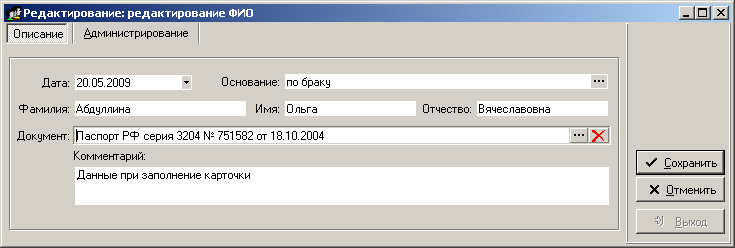 Редактирование: редактирование ФИО
Описание Администрирование
Дата: 20.05.2009 Основание: по браку ...
Фамилия: Абдуллина Имя: Ольга Отчество: Вячеславовна
Документ: Паспорт РФ серия 3204 № 751582 от 18.10.2004 ...
Комментарий:
Данные при заполнение карточки
Сохранить
Отменить
Выход